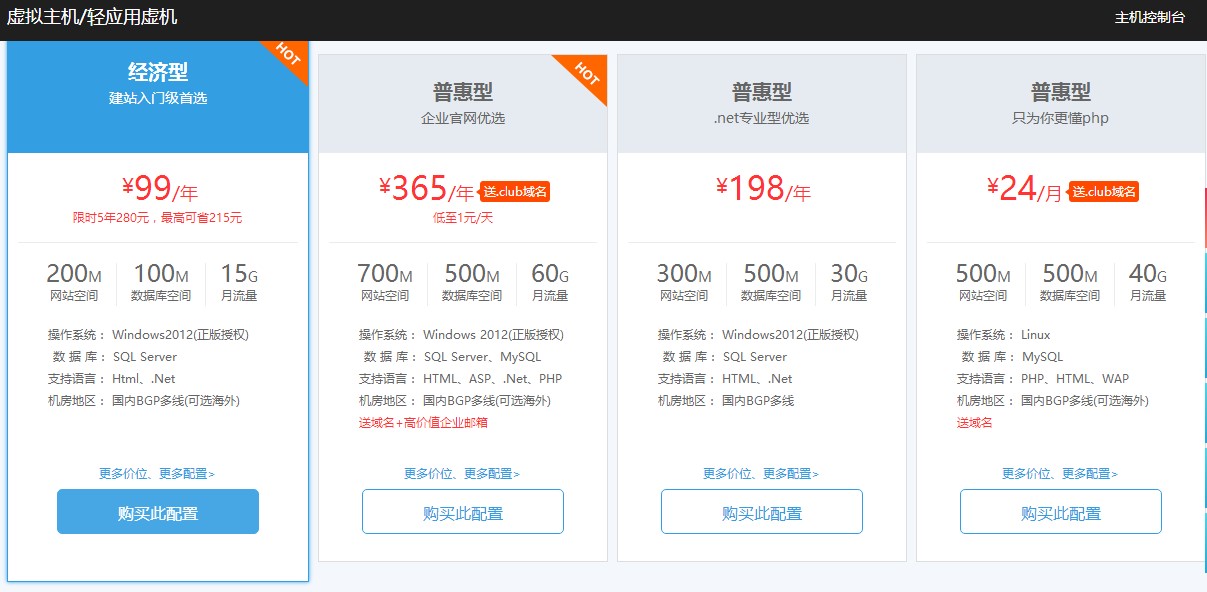 虚拟主机/轻应用虚机
主机控制台
HOT
经济型
建站入门级首选
¥99/年
限时5年280元，最高可省215元
200M 100M 15G
网站空间 数据库空间 月流量
操作系统： Windows2012(正版授权)
数 据 库： SQL Server
支持语言： Html、.Net
机房地区： 国内BGP多线(可选海外)
更多价位、更多配置>
购买此配置
HOT
普惠型
企业官网优选
¥365/年 送.club域名
低至1元/天
700M 500M 60G
网站空间 数据库空间 月流量
操作系统： Windows 2012(正版授权)
数 据 库： SQL Server、MySQL
支持语言： HTML、ASP、.Net、PHP
机房地区： 国内BGP多线(可选海外)
送域名+高价值企业邮箱
更多价位、更多配置>
购买此配置
普惠型
.net专业型优选
¥198/年
300M 500M 30G
网站空间 数据库空间 月流量
操作系统： Windows2012(正版授权)
数 据 库： SQL Server
支持语言： HTML、.Net
机房地区： 国内BGP多线
更多价位、更多配置>
购买此配置
普惠型
只为你更懂php
¥24/月 送.club域名
500M 500M 40G
网站空间 数据库空间 月流量
操作系统： Linux
数 据 库： MySQL
支持语言： PHP、HTML、WAP
机房地区： 国内BGP多线(可选海外)
送域名
更多价位、更多配置>
购买此配置